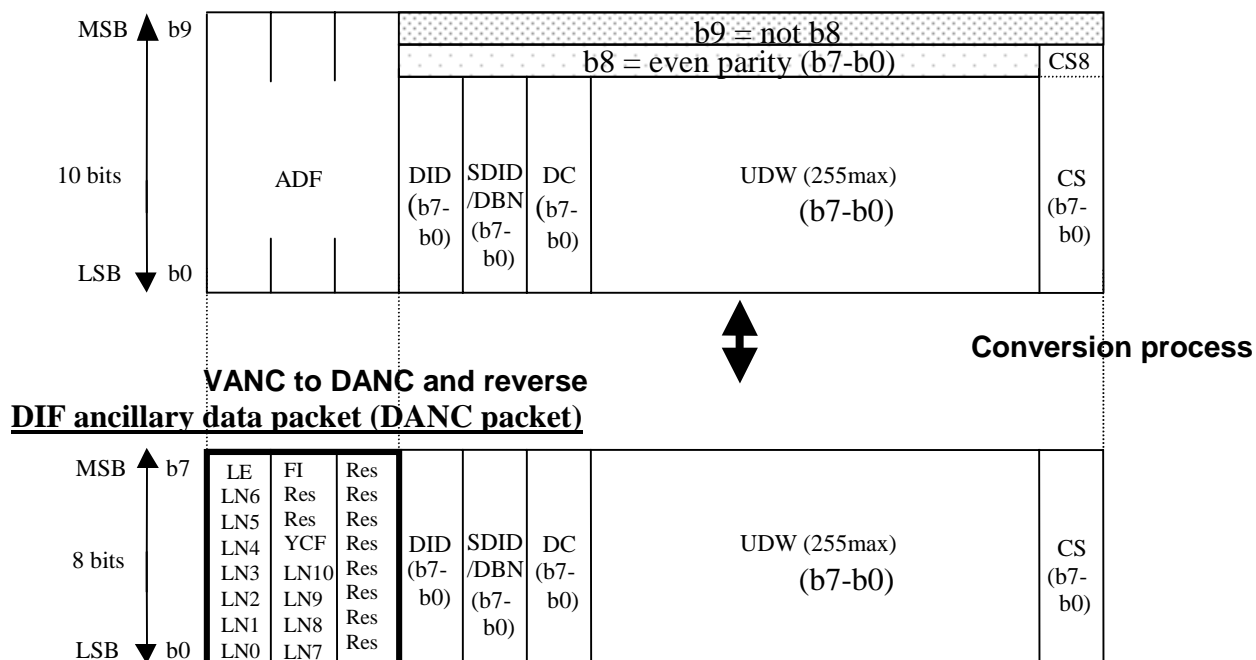 MSB b9
b9 = not b8
b8 = even parity (b7-b0)
CS8
10 bits
ADF
DID
(b7-
b0)
SDID
/DBN
(b7-
b0)
DC
(b7-
b0)
UDW (255max)
(b7-b0)
CS
(b7-
b0)
LSB b0
Conversion process
VANC to DANC and reverse
DIF ancillary data packet (DANC packet)
MSB b7
LE FI Res
LN6 Res Res
LN5 Res Res
LN4 YCF Res
LN3 LN10 Res
LN2 LN9 Res
LN1 LN8 Res
LN0 LN7 Res
8 bits
DID
(b7-
b0)
SDID
/DBN
(b7-
b0)
DC
(b7-
b0)
UDW (255max)
(b7-b0)
CS
(b7-
b0)
LSB b0